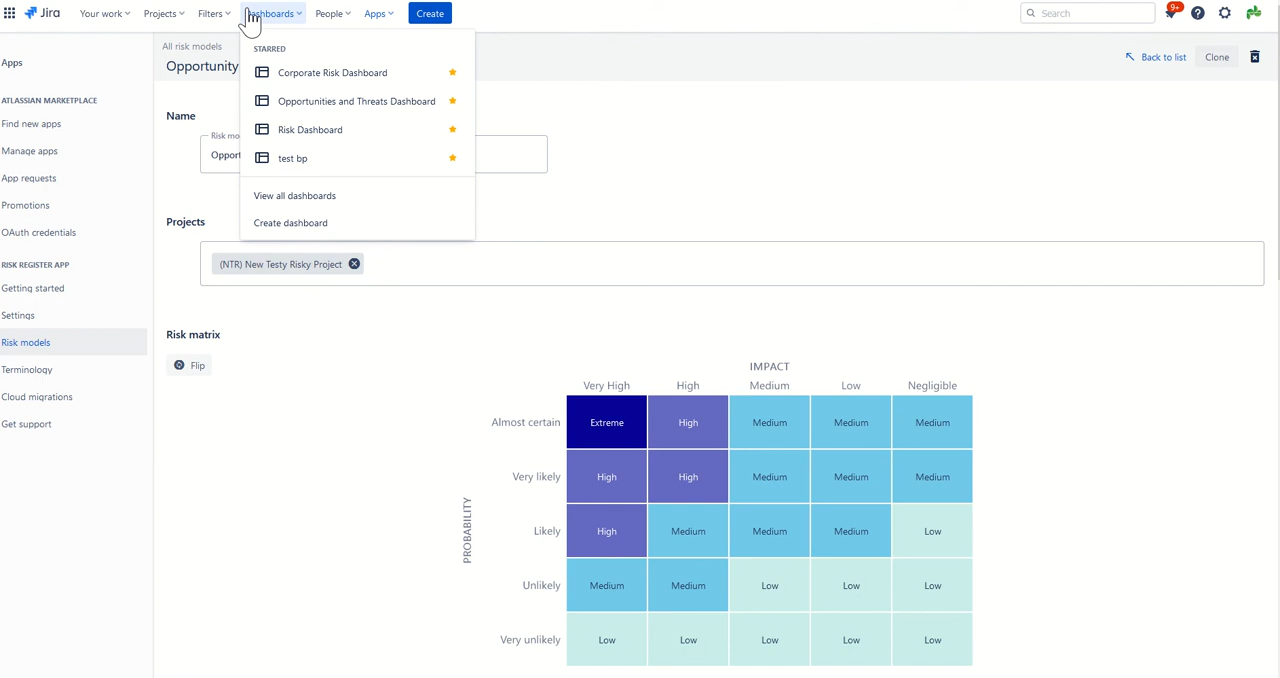 Jira Your work Projects Filters Dashboards People Apps Create Search 9+
STARRED
Corporate Risk Dashboard
Opportunities and Threats Dashboard
Risk Dashboard
test bp
View all dashboards
Create dashboard
Apps
ATLASSIAN MARKETPLACE
Find new apps
Manage apps
App requests
Promotions
OAuth credentials
RISK REGISTER APP
Getting started
Settings
Risk models
Terminology
Cloud migrations
Get support
All risk models
Opportunity
Back to list Clone
Name
Risk mo
Opport
Projects
(NTR) New Testy Risky Project
Risk matrix
Flip
IMPACT
Very High High Medium Low Negligible
PROBABILITY
Almost certain Extreme High Medium Medium Medium
Very likely High High Medium Medium Medium
Likely High Medium Medium Medium Low
Unlikely Medium Medium Low Low Low
Very unlikely Low Low Low Low Low